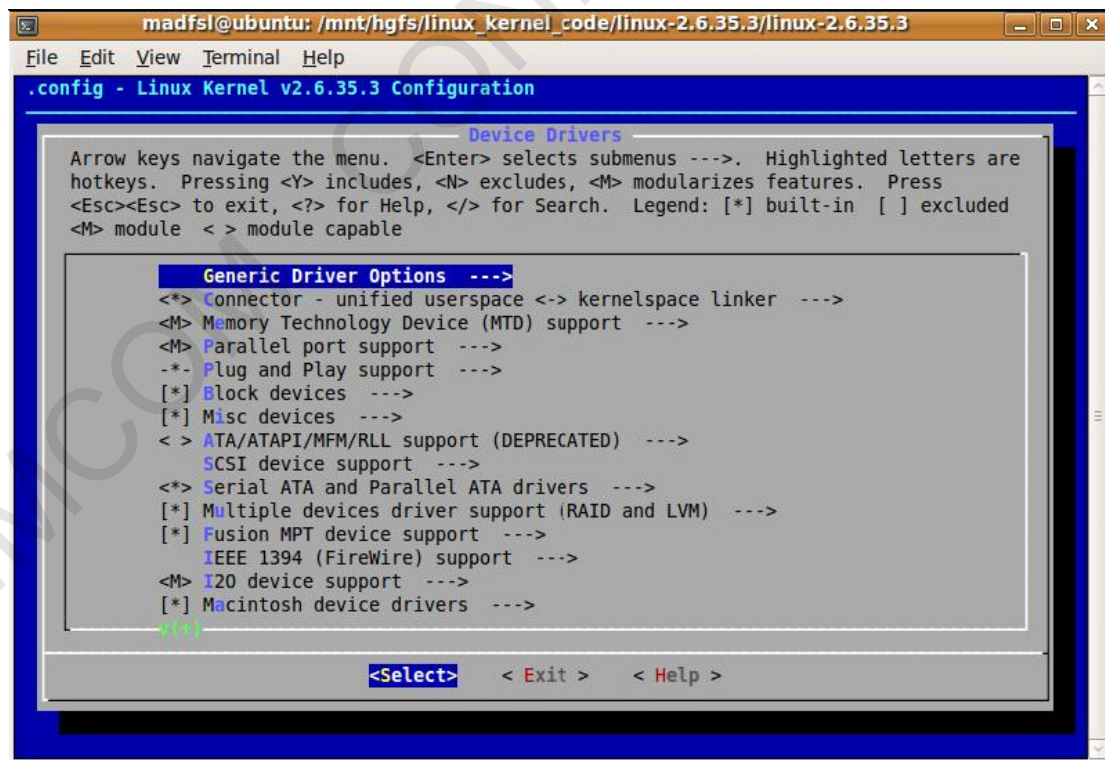 madfsl@ubuntu: /mnt/hgfs/linux_kernel_code/linux-2.6.35.3/linux-2.6.35.3
File Edit View Terminal Help
.config - Linux Kernel v2.6.35.3 Configuration
Device Drivers
Arrow keys navigate the menu. <Enter> selects submenus --->. Highlighted letters are
hotkeys. Pressing <Y> includes, <N> excludes, <M> modularizes features. Press
<Esc><Esc> to exit, <?> for Help, </> for Search. Legend: [*] built-in [ ] excluded
<M> module < > module capable
Generic Driver Options --->
<*> Connector - unified userspace <-> kernelspace linker --->
<M> Memory Technology Device (MTD) support --->
<M> Parallel port support --->
-*- Plug and Play support --->
[*] Block devices --->
[*] Misc devices --->
< > ATA/ATAPI/MFM/RLL support (DEPRECATED) --->
SCSI device support --->
<*> Serial ATA and Parallel ATA drivers --->
[*] Multiple devices driver support (RAID and LVM) --->
[*] Fusion MPT device support --->
IEEE 1394 (FireWire) support --->
<M> I2O device support --->
[*] Macintosh device drivers --->
v(+)
<Select> < Exit > < Help >